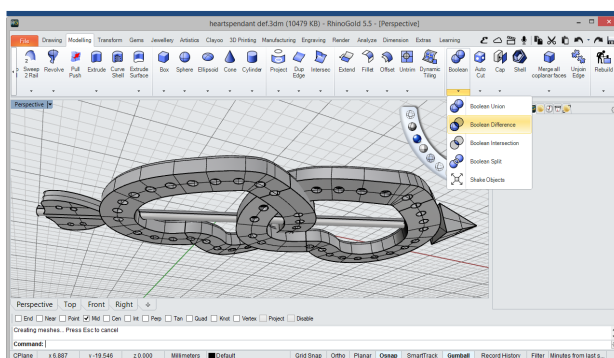 heartspendant def.3dm (10479 KB) - RhinoGold 5.5 - [Perspective]
File Drawing Modelling Transform Gems Jewellery Artistics Clayoo 3D Printing Manufacturing Engraving Render Analyze Dimension Extras Learning
Sweep 2 Rail Revolve Pull Push Extrude Curve Shell Extrude Surface Box Sphere Ellipsoid Cone Cylinder Project Dup Edge Intersec Extend Fillet Offset Untrim Dynamic Tiling Boolean Auto Cut Cap Shell Merge all coplanar faces Unjoin Edge Rebuild
Perspective
Boolean Union
Boolean Difference
Boolean Intersection
Boolean Split
Shake Objects
Perspective Top Front Right
End Near Point Mid Cen Int Perp Tan Quad Knot Vertex Project Disable
Creating meshes... Press Esc to cancel
Command:
CPlane x 6.887 y -19.546 z 0.000 Millimeters Default Grid Snap Ortho Planar Osnap SmartTrack Gumball Record History Filter Minutes from last s...